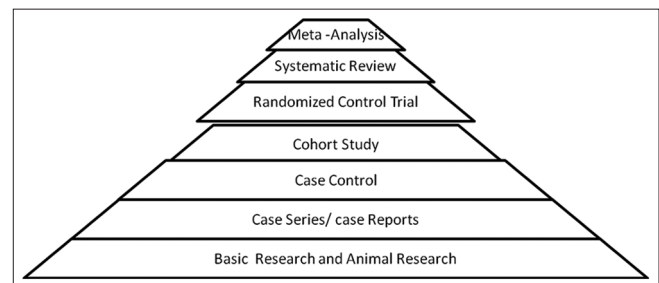 Meta -Analysis
Systematic Review
Randomized Control Trial
Cohort Study
Case Control
Case Series/ case Reports
Basic Research and Animal Research